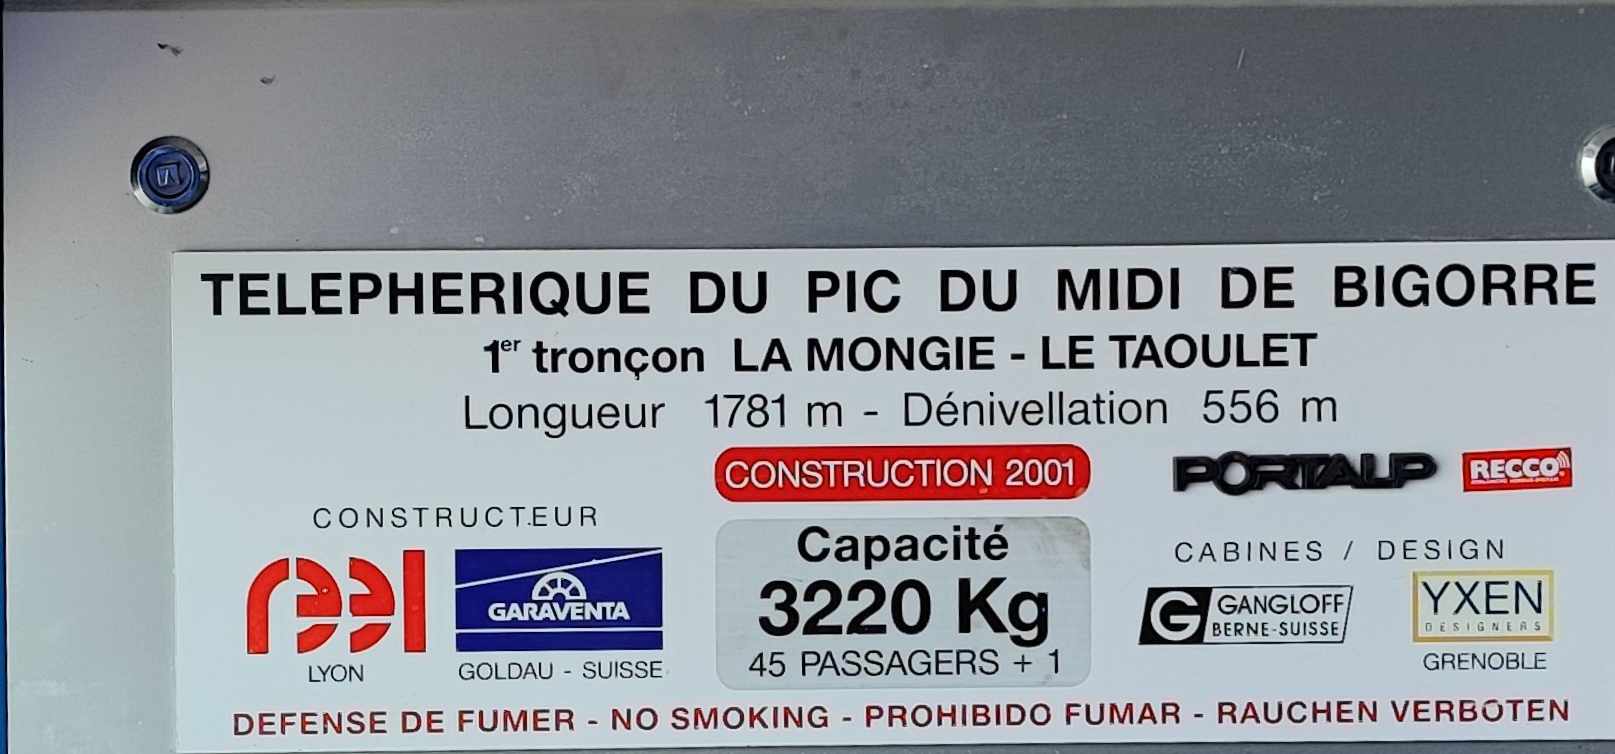 TELEPHERIQUE DU PIC DU MIDI DE BIGORRE
1er tronçon LA MONGIE - LE TAOULET
Longueur 1781 m - Dénivellation 556 m
CONSTRUCTION 2001
PORTALP
RECCO
CONSTRUCTEUR
reel
LYON
GARAVENTA
GOLDAU - SUISSE
Capacité
3220 Kg
45 PASSAGERS + 1
CABINES / DESIGN
G GANGLOFF
BERNE-SUISSE
YXEN
DESIGNERS
GRENOBLE
DEFENSE DE FUMER - NO SMOKING - PROHIBIDO FUMAR - RAUCHEN VERBOTEN